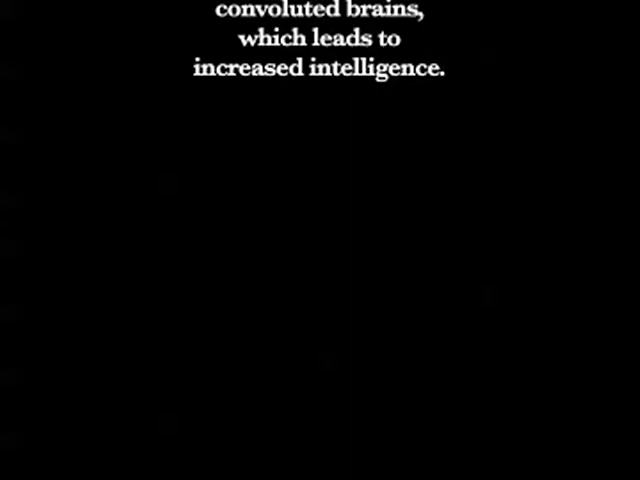 convoluted brains,
which leads to
increased intelligence.